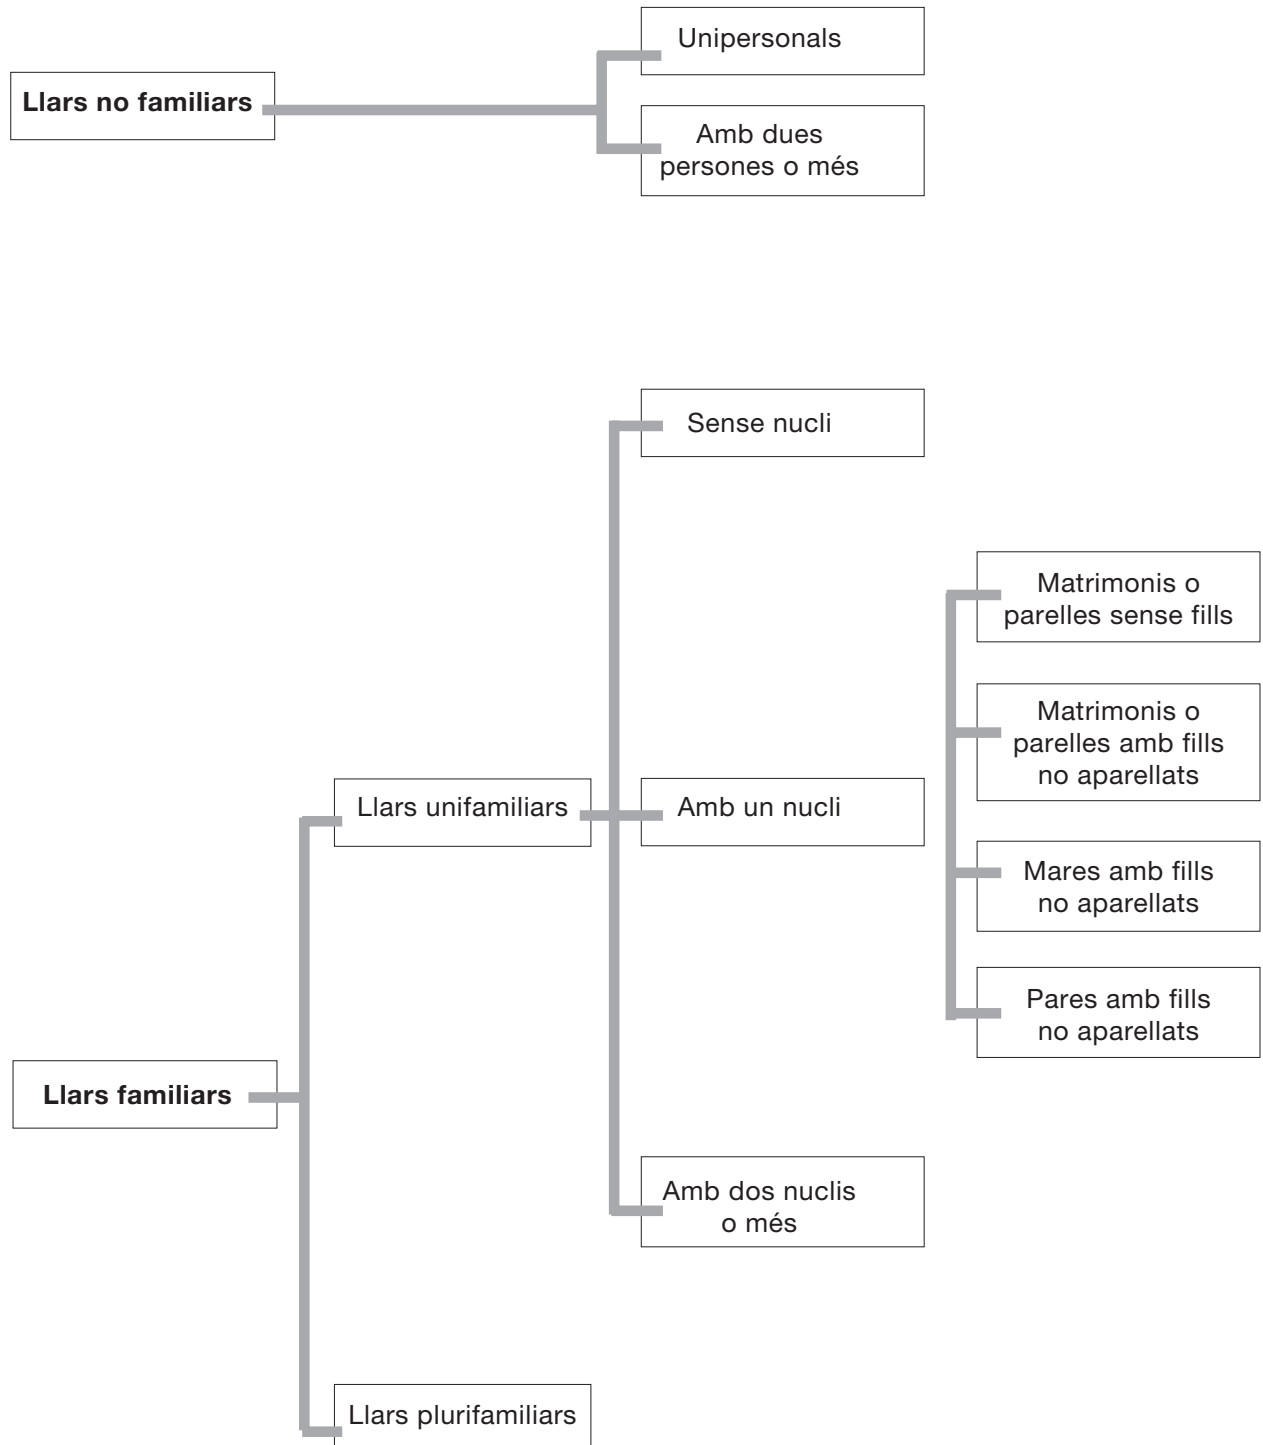 Unipersonals
Llars no familiars
Amb dues
persones o més
Sense nucli
Matrimonis o
parelles sense fills
Matrimonis o
parelles amb fills
no aparellats
Llars unifamiliars
Amb un nucli
Mares amb fills
no aparellats
Pares amb fills
no aparellats
Llars familiars
Amb dos nuclis
o més
Llars plurifamiliars